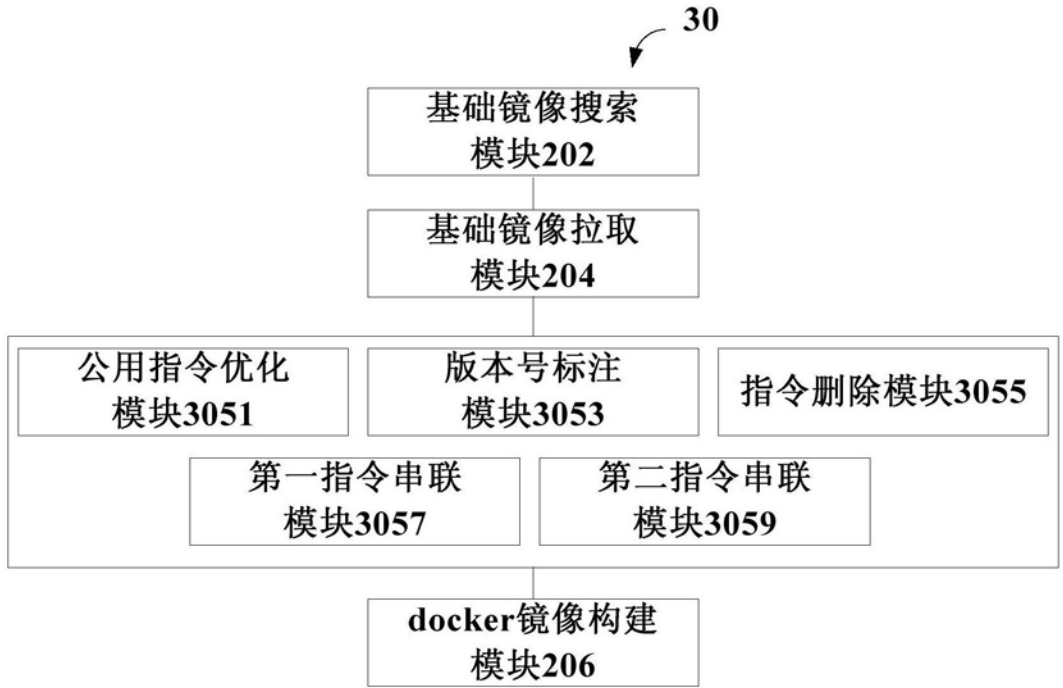 30
基础镜像搜索
模块202
基础镜像拉取
模块204
公用指令优化
模块3051
版本号标注
模块3053
指令删除模块3055
第一指令串联
模块3057
第二指令串联
模块3059
docker镜像构建
模块206